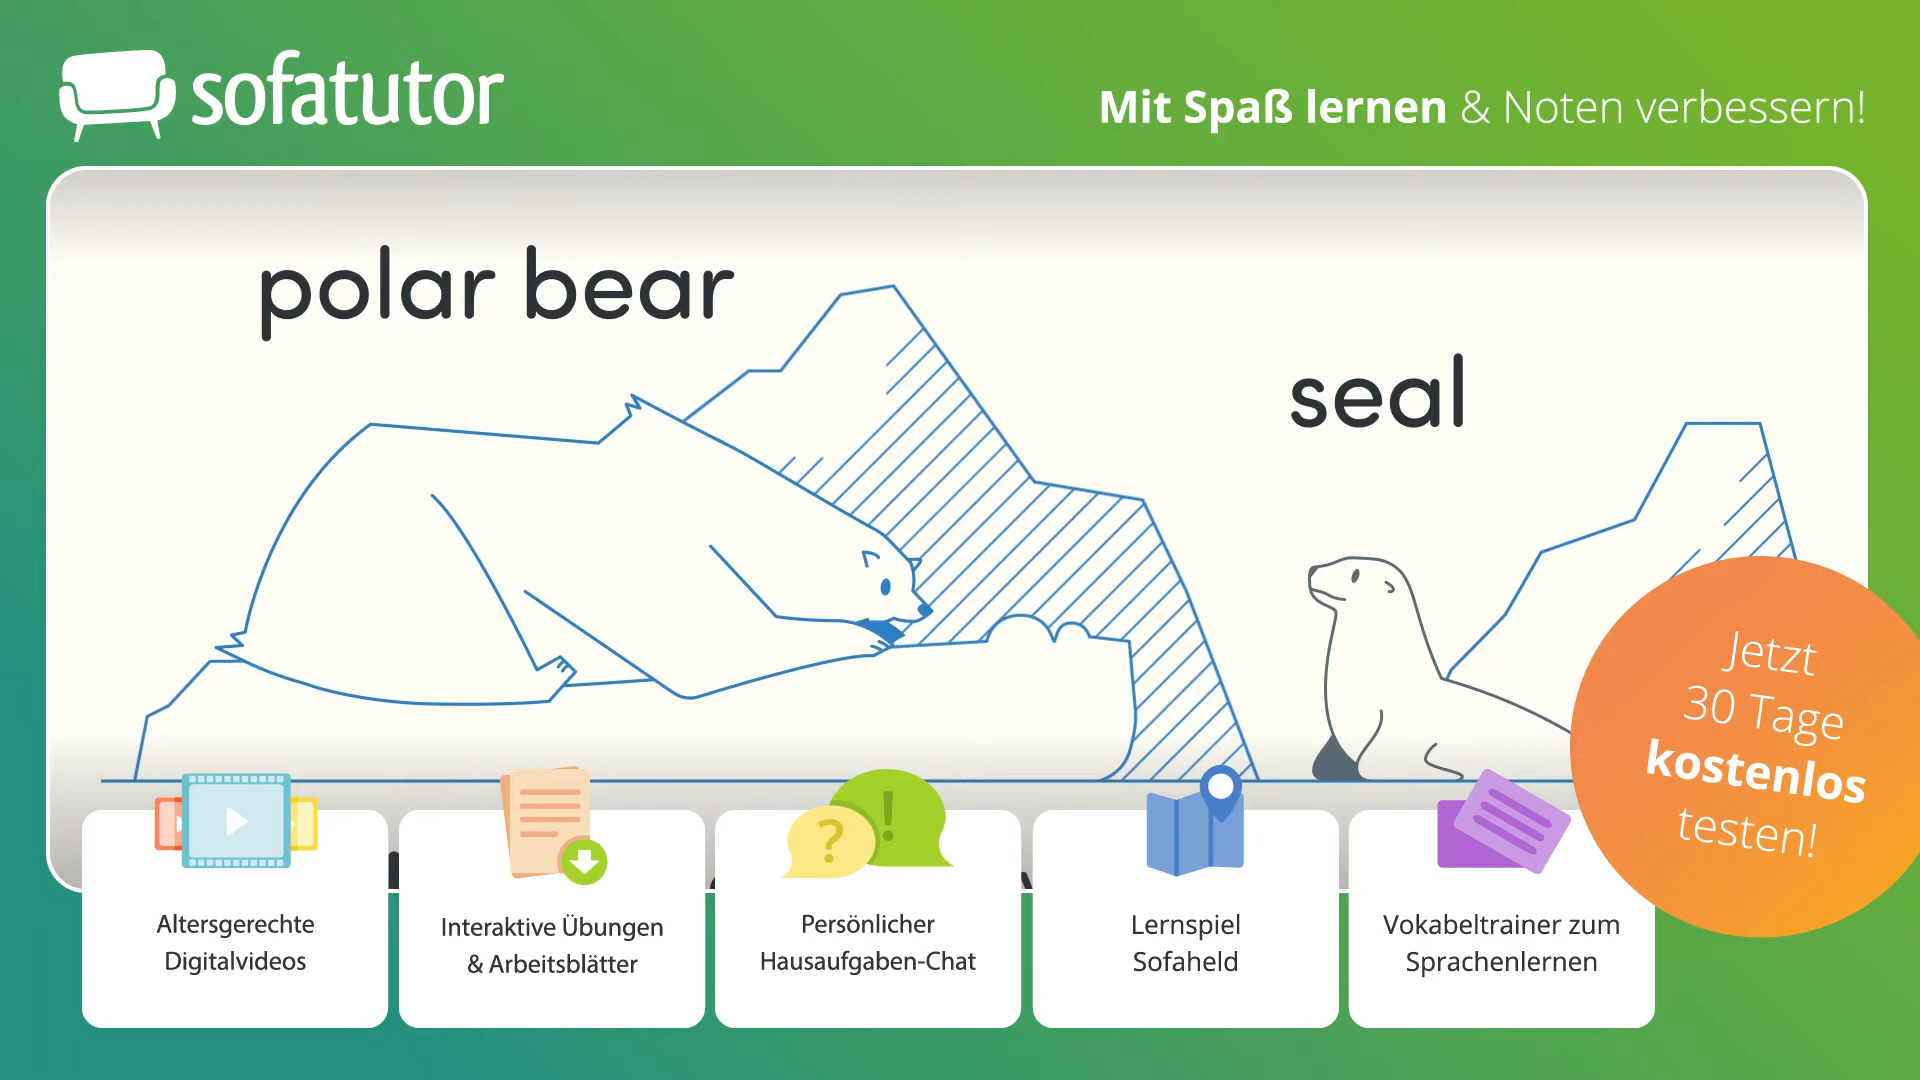 sofatutor
Mit Spaß lernen & Noten verbessern!
polar bear
seal
Jetzt
30 Tage
kostenlos
testen!
Altersgerechte
Digitalvideos
Interaktive Übungen
& Arbeitsblätter
?
!
Persönlicher
Hausaufgaben-Chat
Lernspiel
Sofaheld
Vokabeltrainer zum
Sprachenlernen